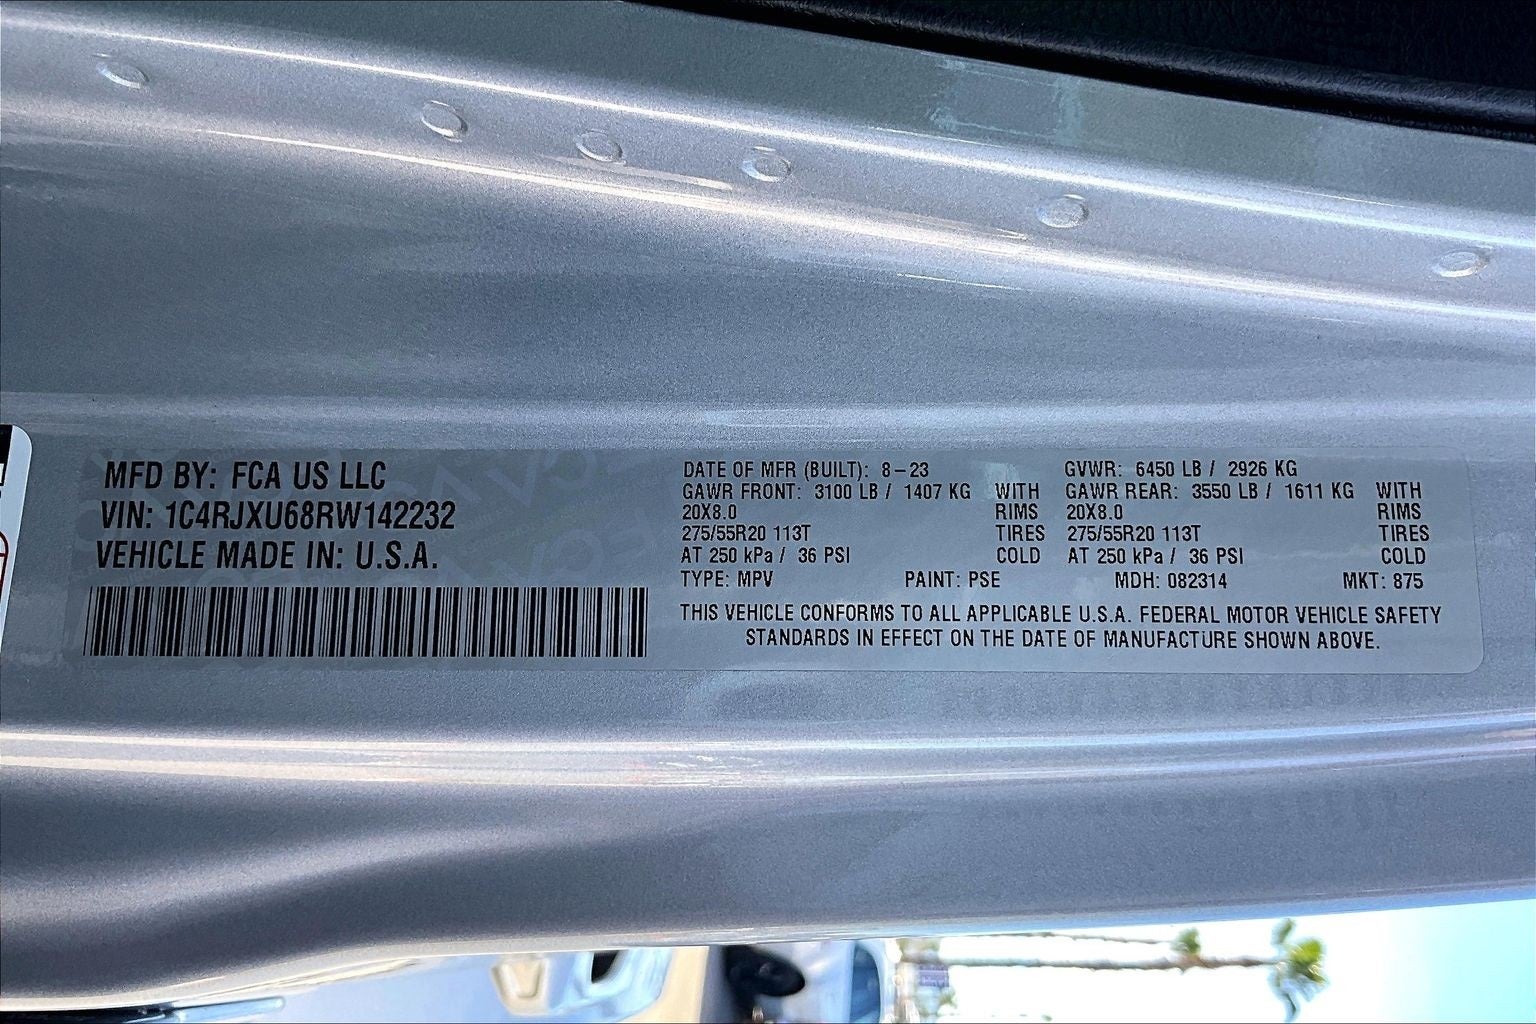 MFD BY: FCA US LLC
VIN: 1C4RJXU68RW142232
VEHICLE MADE IN: U.S.A.
DATE OF MFR (BUILT): 8-23 GVWR: 6450 LB / 2926 KG
GAWR FRONT: 3100 LB / 1407 KG WITH GAWR REAR: 3550 LB / 1611 KG WITH
20X8.0 RIMS 20X8.0 RIMS
275/55R20 113T TIRES 275/55R20 113T TIRES
AT 250 kPa / 36 PSI COLD AT 250 kPa / 36 PSI COLD
TYPE: MPV PAINT: PSE MDH: 082314 MKT: 875
THIS VEHICLE CONFORMS TO ALL APPLICABLE U.S.A. FEDERAL MOTOR VEHICLE SAFETY
STANDARDS IN EFFECT ON THE DATE OF MANUFACTURE SHOWN ABOVE.